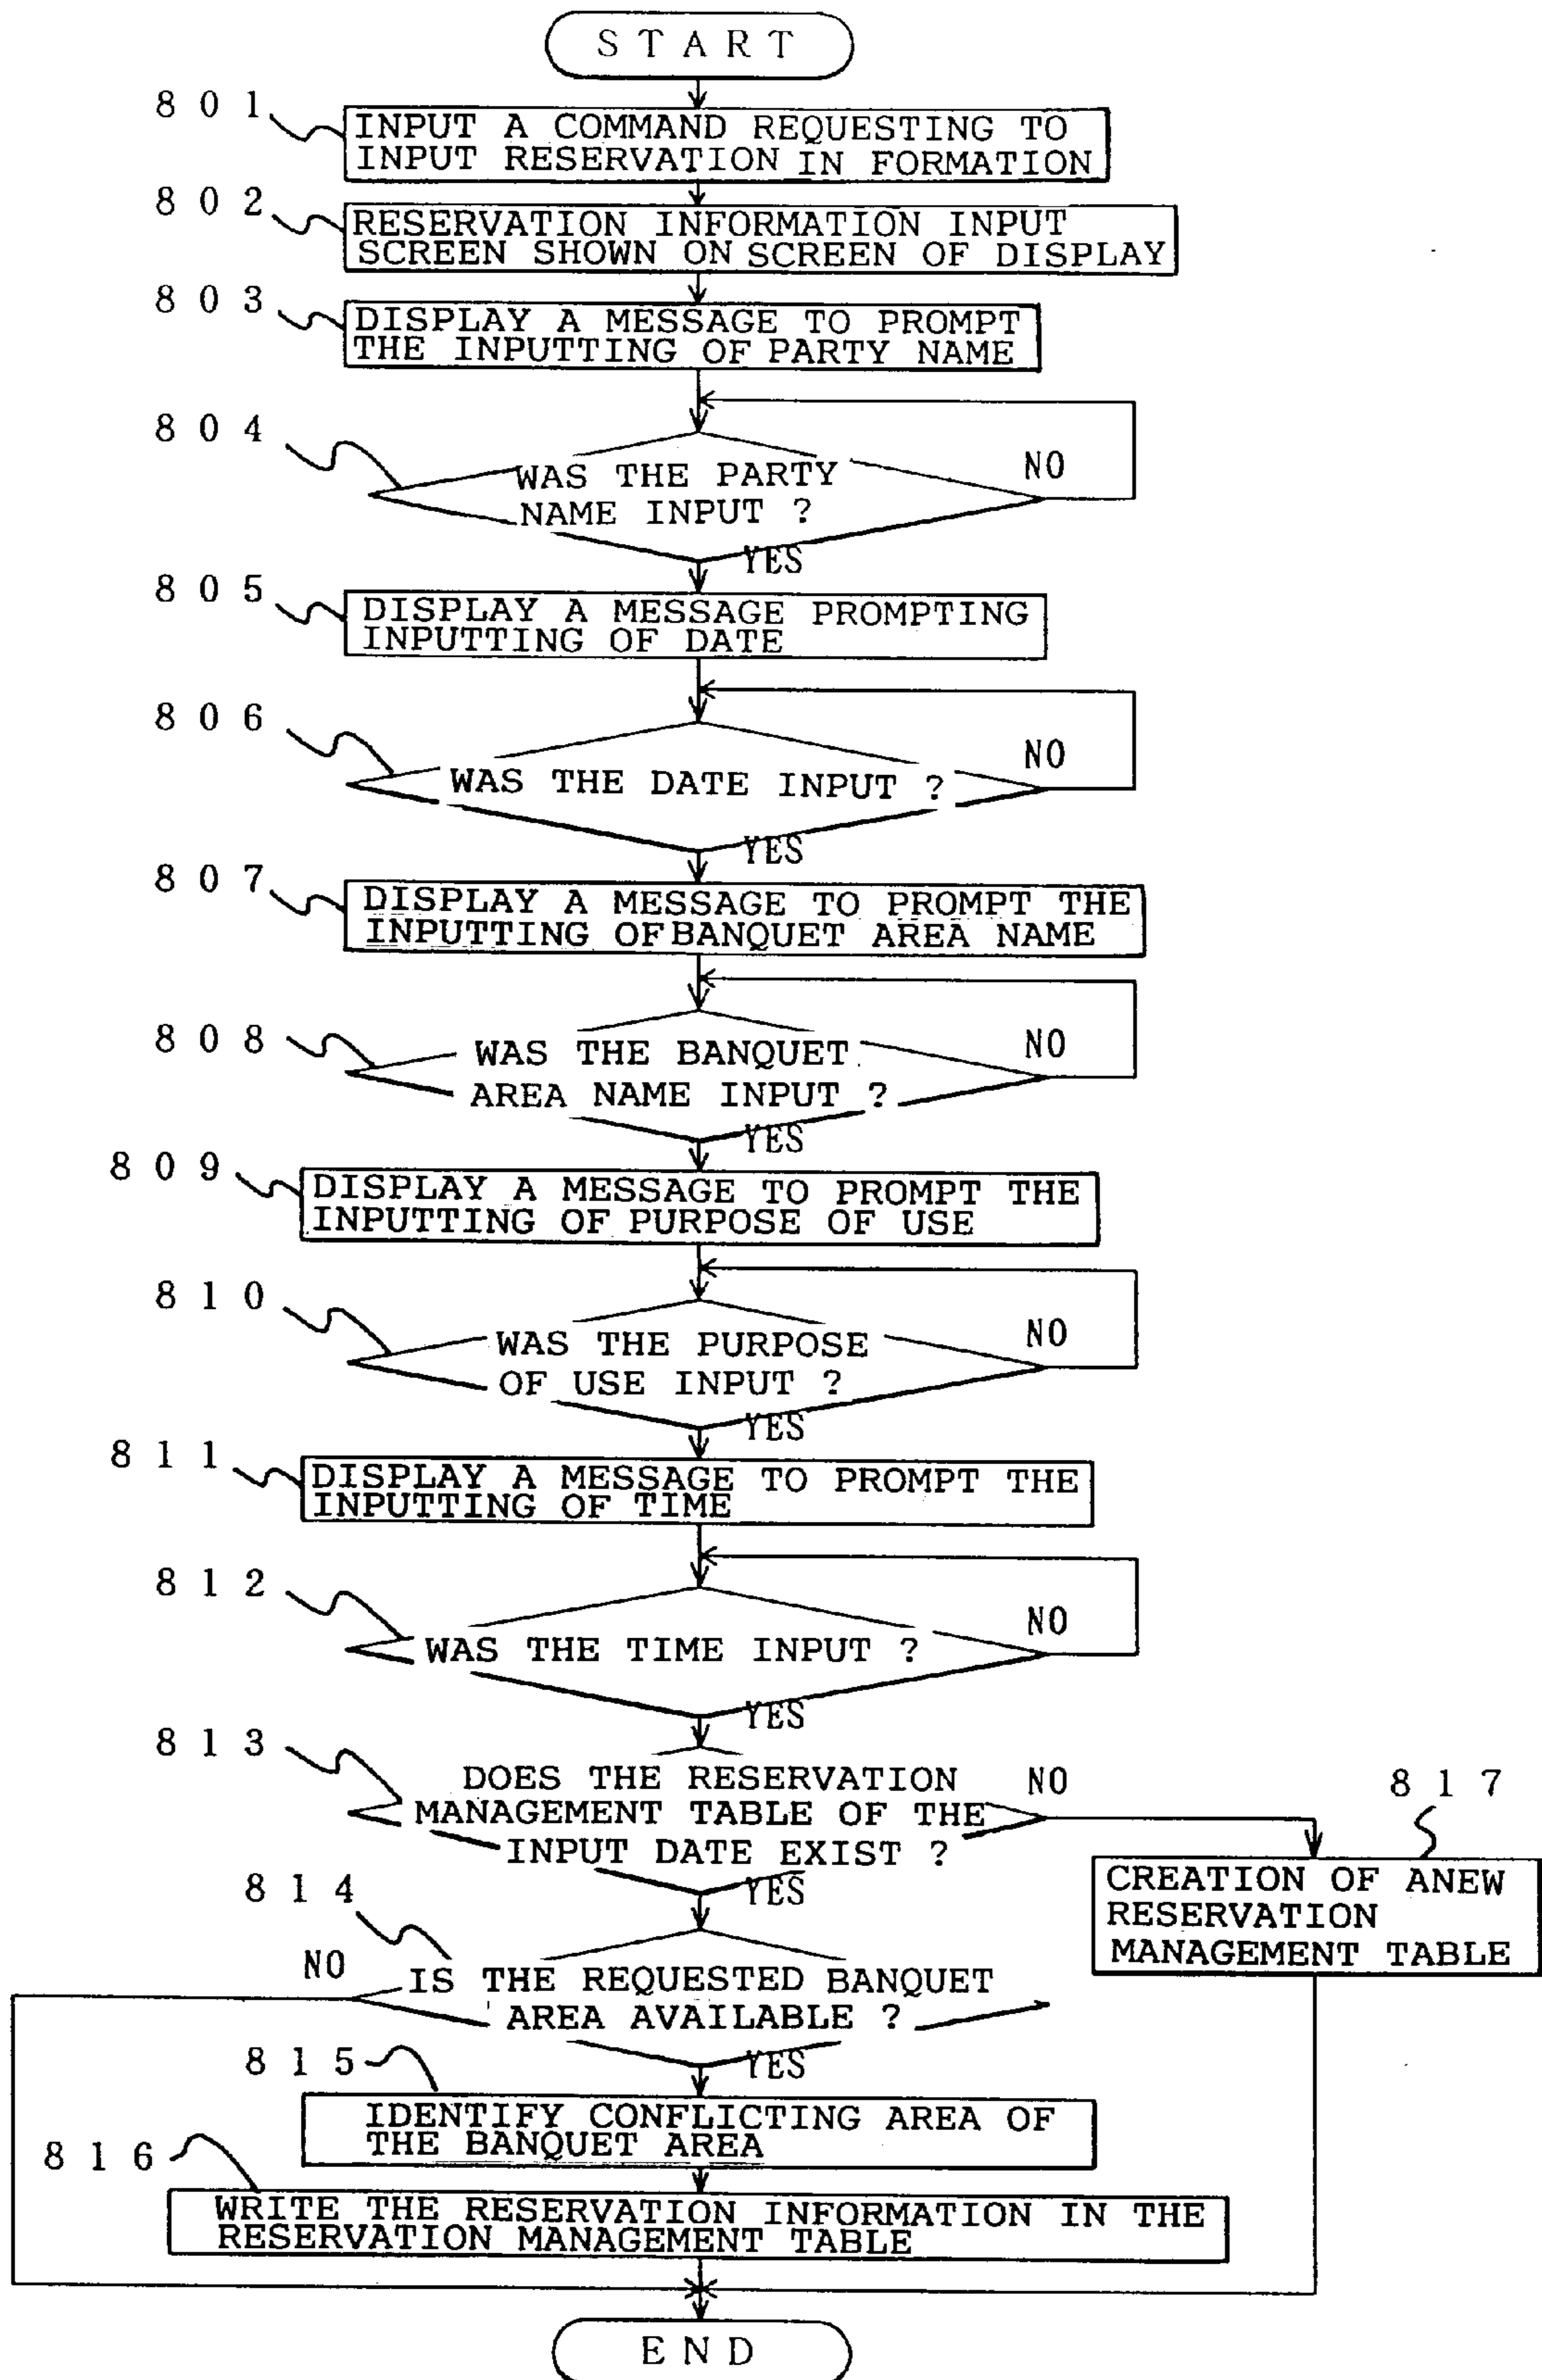 START
801
INPUT A COMMAND REQUESTING TO
INPUT RESERVATION IN FORMATION
802
RESERVATION INFORMATION INPUT
SCREEN SHOWN ON SCREEN OF DISPLAY
803
DISPLAY A MESSAGE TO PROMPT
THE INPUTTING OF PARTY NAME
804
WAS THE PARTY
NAME INPUT ?
NO
YES
805
DISPLAY A MESSAGE PROMPTING
INPUTTING OF DATE
806
WAS THE DATE INPUT ?
NO
YES
807
DISPLAY A MESSAGE TO PROMPT THE
INPUTTING OF BANQUET AREA NAME
808
WAS THE BANQUET
AREA NAME INPUT ?
NO
YES
809
DISPLAY A MESSAGE TO PROMPT THE
INPUTTING OF PURPOSE OF USE
810
WAS THE PURPOSE
OF USE INPUT ?
NO
YES
811
DISPLAY A MESSAGE TO PROMPT THE
INPUTTING OF TIME
812
WAS THE TIME INPUT ?
NO
YES
813
DOES THE RESERVATION
MANAGEMENT TABLE OF THE
INPUT DATE EXIST ?
NO
YES
817
CREATION OF ANEW
RESERVATION
MANAGEMENT TABLE
814
NO
IS THE REQUESTED BANQUET
AREA AVAILABLE ?
YES
815
IDENTIFY CONFLICTING AREA OF
THE BANQUET AREA
816
WRITE THE RESERVATION INFORMATION IN THE
RESERVATION MANAGEMENT TABLE
END